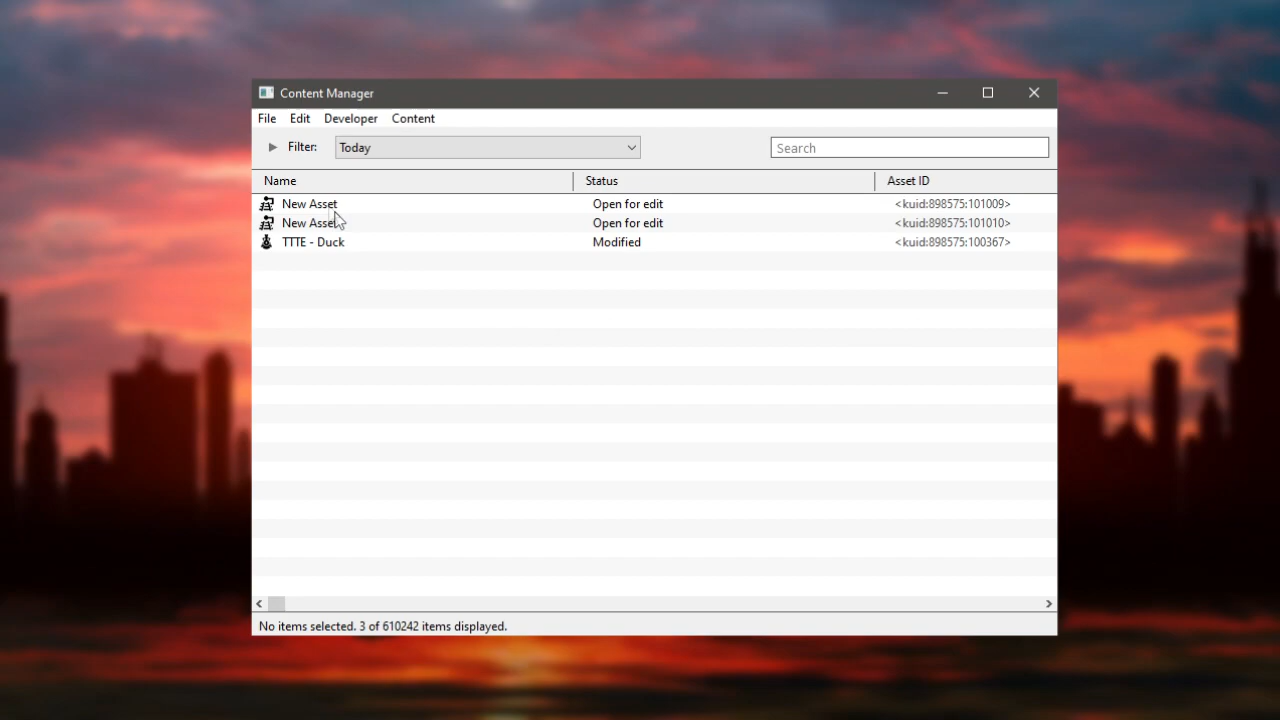 Content Manager
File Edit Developer Content
Filter: Today Search
Name Status Asset ID
New Asset Open for edit <kuid:898575:101009>
New Asset Open for edit <kuid:898575:101010>
TTTE - Duck Modified <kuid:898575:100367>
No items selected. 3 of 610242 items displayed.